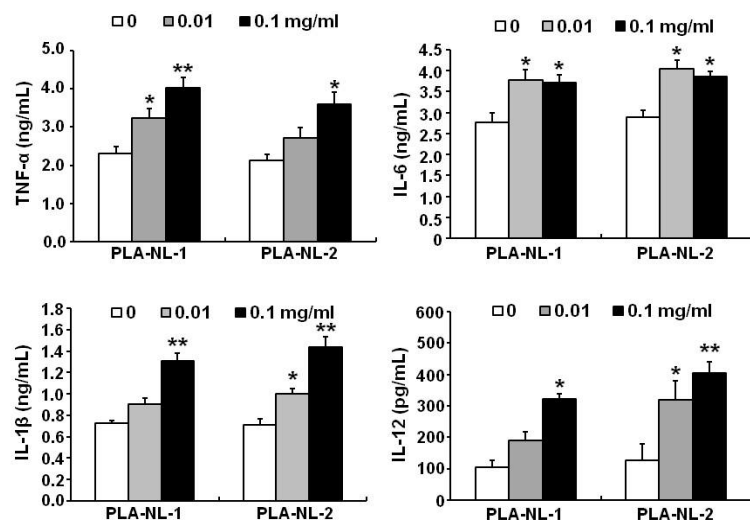 0 0.01 0.1 mg/ml
TNF-α (ng/mL)
4.0
**
*
*
5.0
3.0
2.0
1.0
0.0
PLA-NL-1 PLA-NL-2
0 0.01 0.1 mg/ml
IL-6 (ng/mL)
4.5
4.0
3.5
3.0
2.5
2.0
1.5
1.0
0.5
0
* * * *
PLA-NL-1 PLA-NL-2
0 0.01 0.1 mg/ml
IL-1β (ng/mL)
1.8
1.6
1.4
1.2
1.0
0.8
0.6
0.4
0.2
0.0
** * **
PLA-NL-1 PLA-NL-2
0 0.01 0.1 mg/ml
IL-12 (pg/mL)
600
500
400
300
200
100
0
* * **
PLA-NL-1 PLA-NL-2